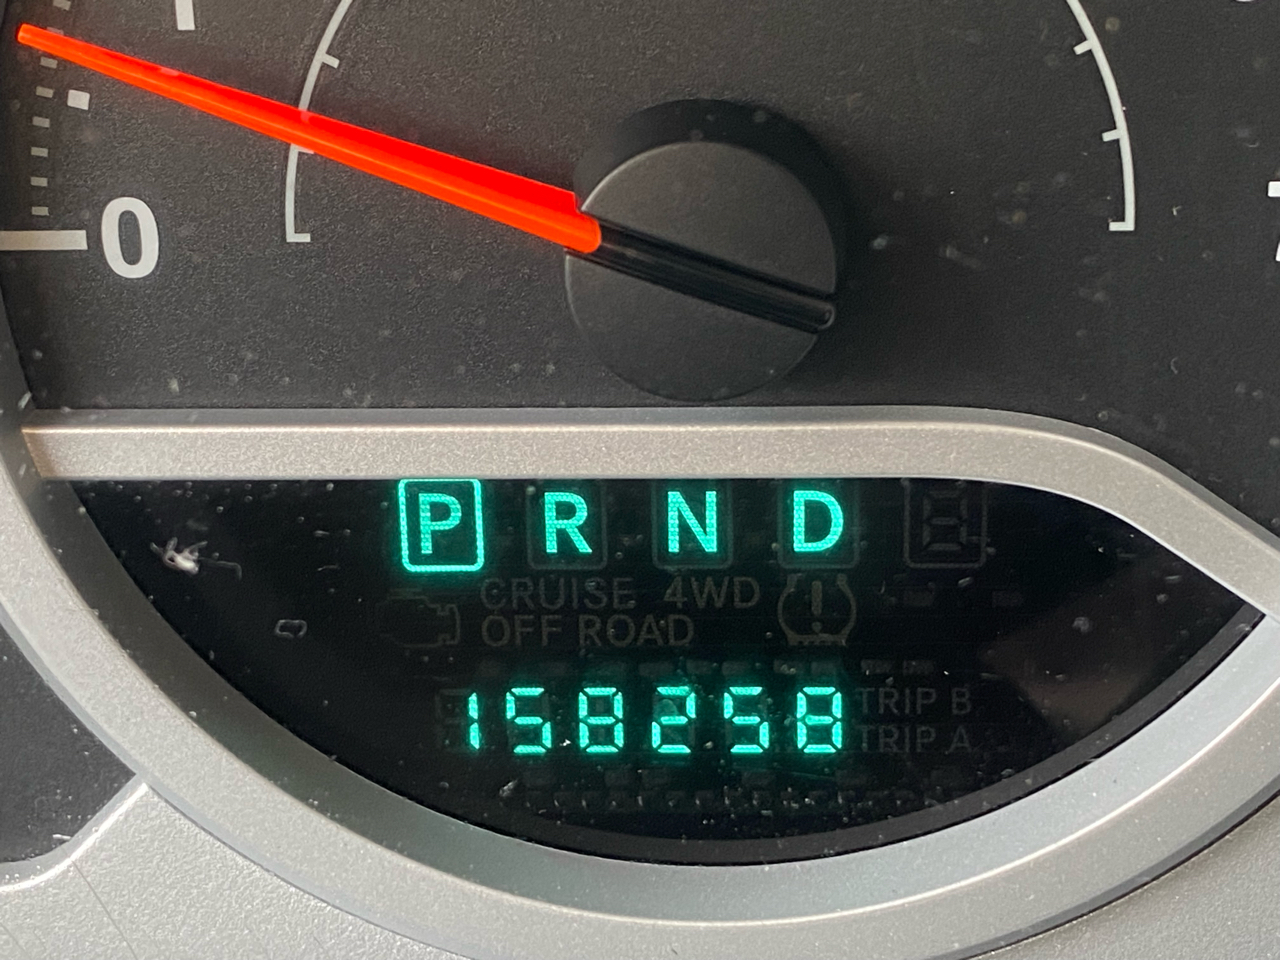 0
P R N D
CRUISE 4WD
OFF ROAD
158258
TRIP B
TRIP A